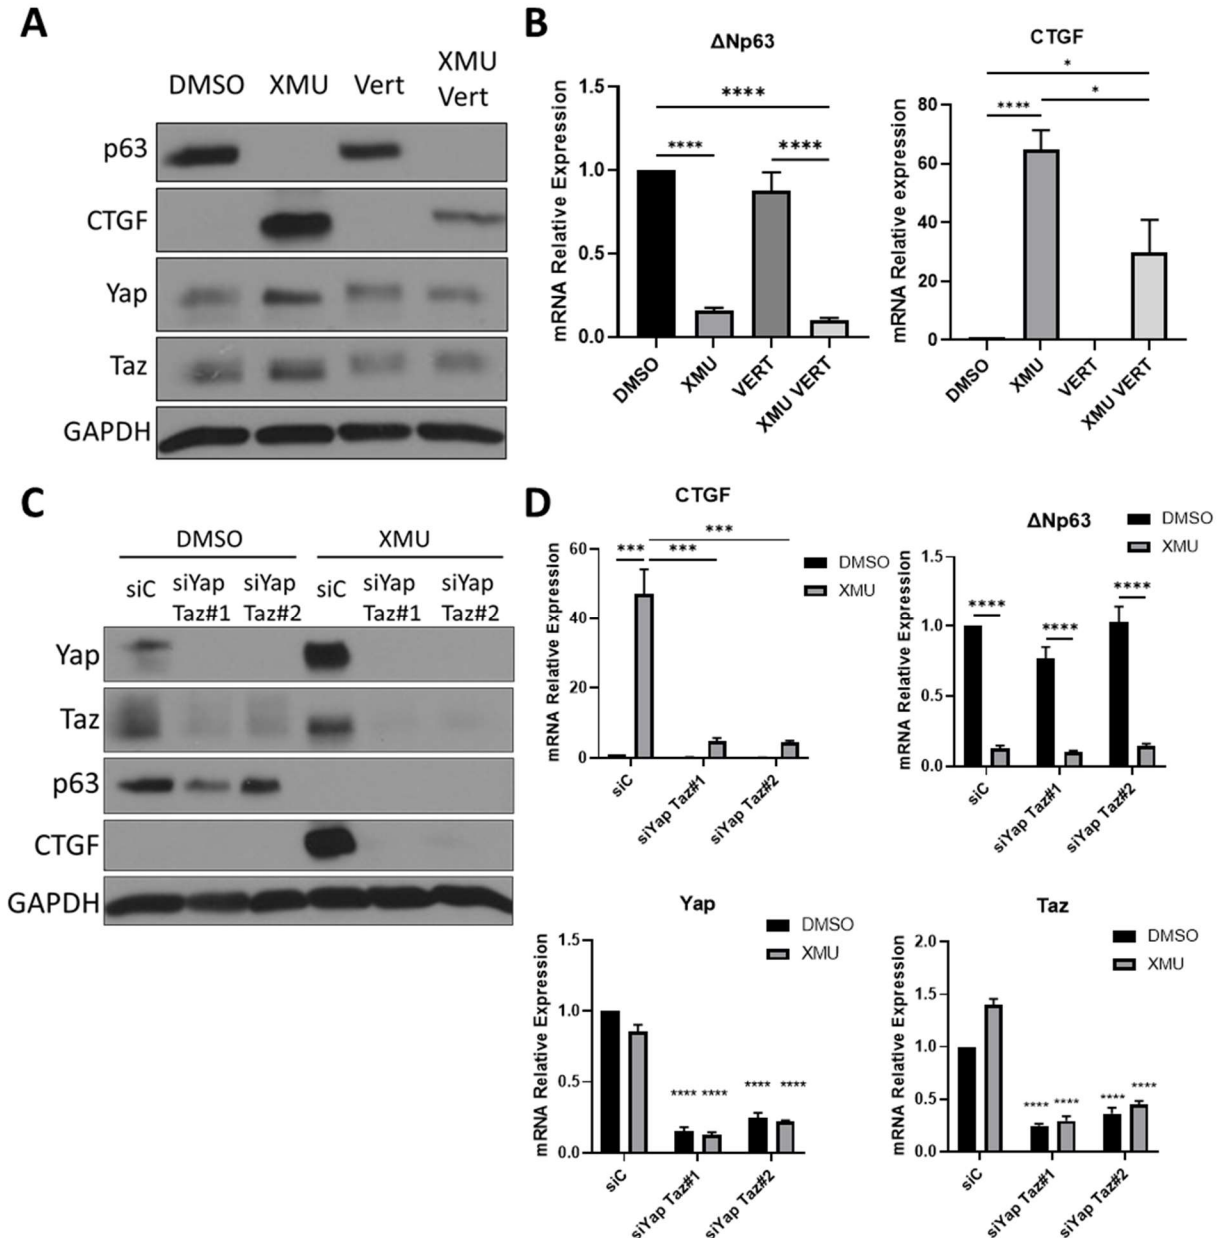 A
DMSO XMU Vert XMU
Vert
p63
CTGF
Yap
Taz
GAPDH
B
ΔNp63
mRNA Relative Expression
1.5
1.0
0.5
0.0
****
****
****
DMSO
XMU
VERT
XMU VERT
CTGF
mRNA Relative expression
80
60
40
20
0
*
****
*
DMSO
XMU
VERT
XMU VERT
C
DMSO XMU
siC siYap siYap siC siYap siYap
Taz#1 Taz#2 Taz#1 Taz#2
Yap
Taz
p63
CTGF
GAPDH
D
CTGF
mRNA Relative Expression
60
40
20
0
***
***
***
DMSO
XMU
siC
siYap Taz#1
siYap Taz#2
ΔNp63
DMSO
XMU
mRNA Relative Expression
1.5
1.0
0.5
0.0
****
****
****
siC
siYap Taz#1
siYap Taz#2
Yap
DMSO
XMU
mRNA Relative Expression
1.5
1.0
0.5
0.0
**** **** **** ****
siC
siYap Taz#1
siYap Taz#2
Taz
DMSO
XMU
mRNA Relative Expression
2.0
1.5
1.0
0.5
0.0
**** **** **** ****
siC
siYap Taz#1
siYap Taz#2